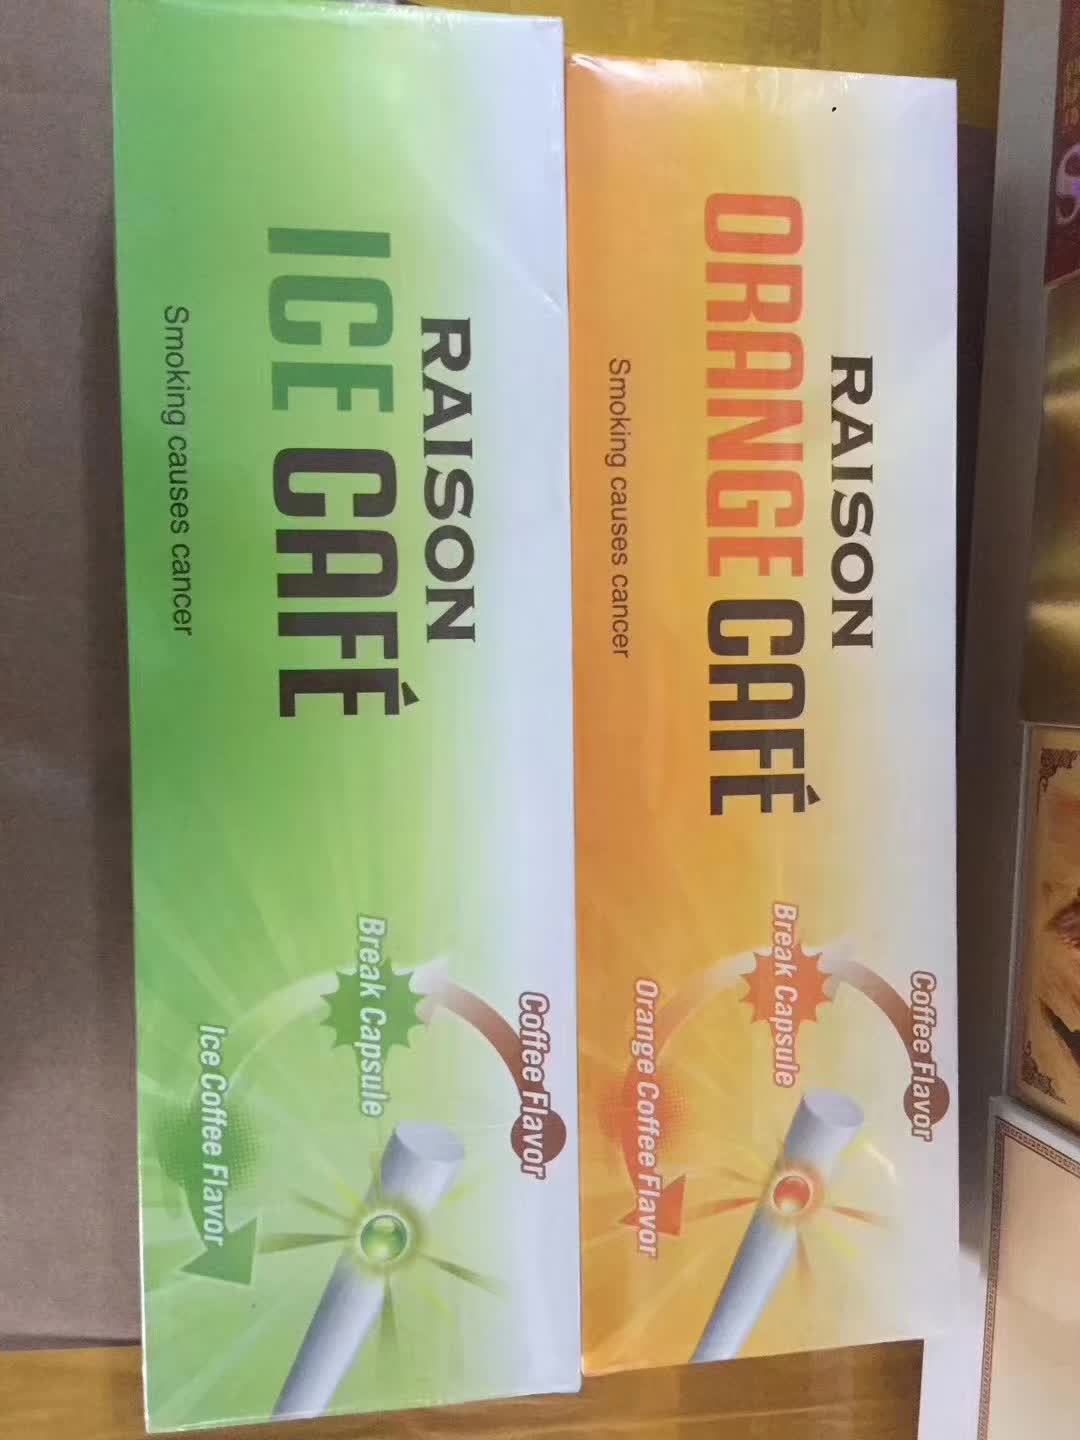 RAISON
ORANGE CAFÉ
Smoking causes cancer
Coffee Flavor
Break Capsule
Orange Coffee Flavor
RAISON
ICE CAFÉ
Smoking causes cancer
Coffee Flavor
Break Capsule
Ice Coffee Flavor